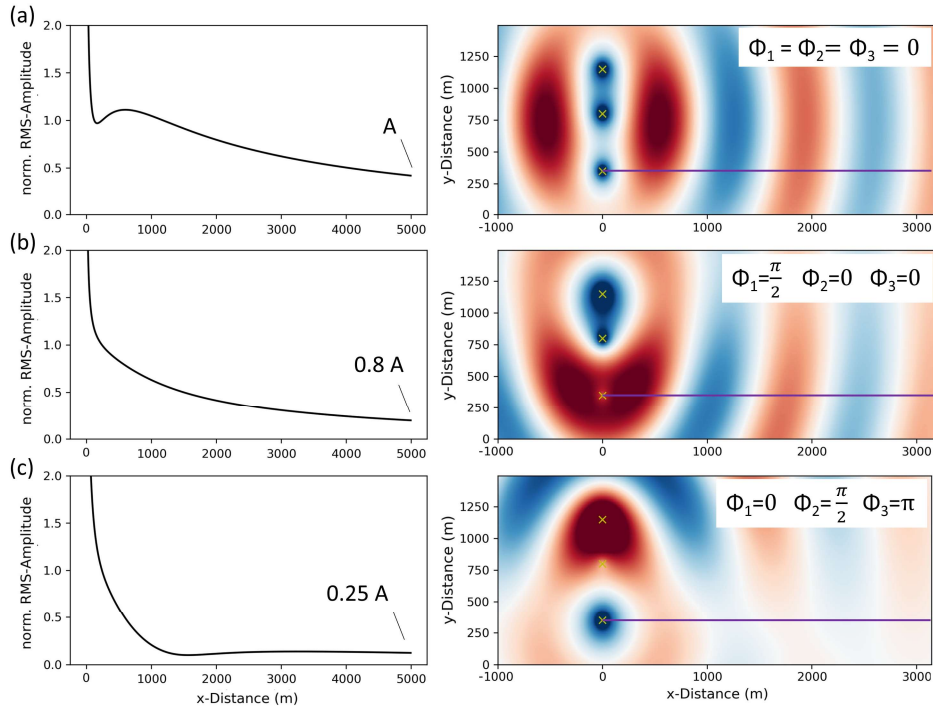 (a)
2.0
1.5
1.0
0.5
0.0
norm. RMS-Amplitude
A
0 1000 2000 3000 4000 5000
1250
1000
750
500
250
0
y-Distance (m)
Φ₁ = Φ₂ = Φ₃ = 0
-1000 0 1000 2000 3000
(b)
2.0
1.5
1.0
0.5
0.0
norm. RMS-Amplitude
0.8 A
0 1000 2000 3000 4000 5000
1250
1000
750
500
250
0
y-Distance (m)
Φ₁=π/2 Φ₂=0 Φ₃=0
-1000 0 1000 2000 3000
(c)
2.0
1.5
1.0
0.5
0.0
norm. RMS-Amplitude
0.25 A
0 1000 2000 3000 4000 5000
x-Distance (m)
1250
1000
750
500
250
0
y-Distance (m)
Φ₁=0 Φ₂=π/2 Φ₃=π
-1000 0 1000 2000 3000
x-Distance (m)